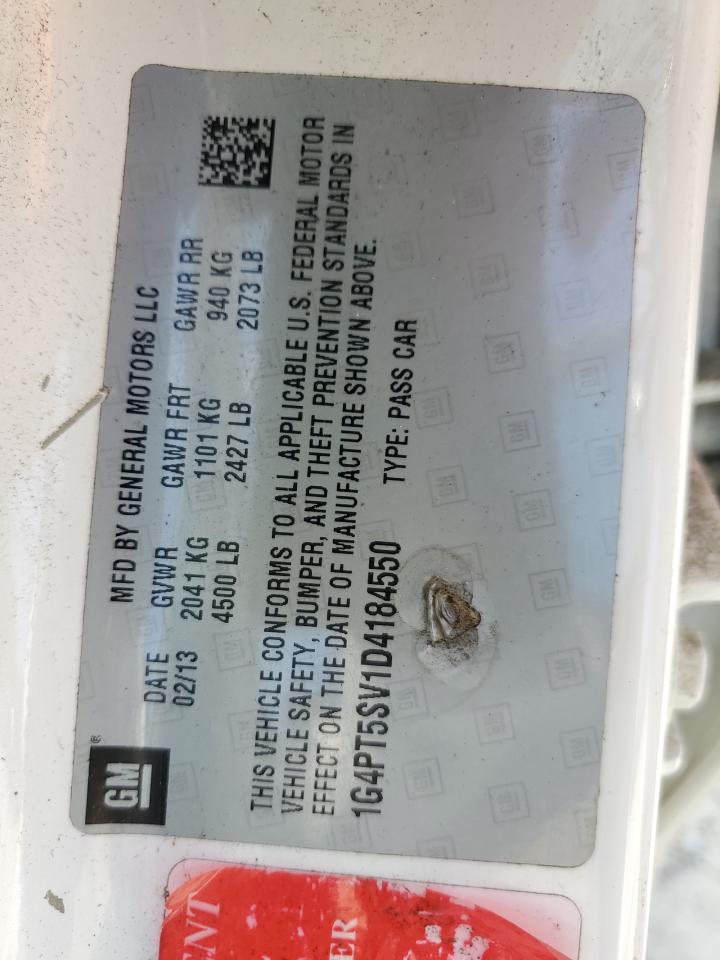 GM
MFD BY GENERAL MOTORS LLC
DATE GVWR GAWR FRT GAWR RR
02/13 2041 KG 1101 KG 940 KG
4500 LB 2427 LB 2073 LB
THIS VEHICLE CONFORMS TO ALL APPLICABLE U.S. FEDERAL MOTOR
VEHICLE SAFETY, BUMPER, AND THEFT PREVENTION STANDARDS IN
EFFECT ON THE DATE OF MANUFACTURE SHOWN ABOVE.
1G4PT5SV1D4184550 TYPE: PASS CAR
ENT
ER